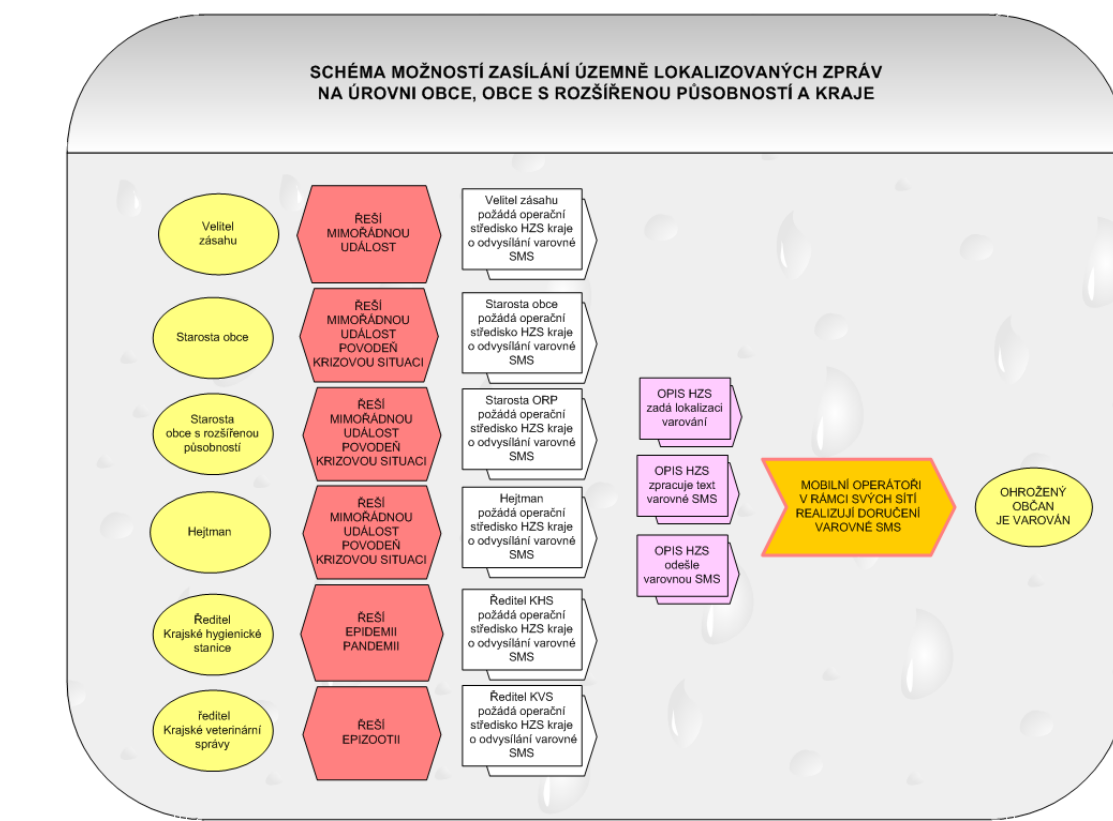 SCHÉMA MOŽNOSTÍ ZASÍLÁNÍ ÚZEMNĚ LOKALIZOVANÝCH ZPRÁV
NA ÚROVNI OBCE, OBCE S ROZŠÍŘENOU PŮSOBNOSTÍ A KRAJE
Velitel
zásahu
ŘEŠÍ
MIMOŘÁDNOU
UDÁLOST
Velitel zásahu
požádá operační
středisko HZS kraje
o odvysílání varovné
SMS
Starosta obce
ŘEŠÍ
MIMOŘÁDNOU
UDÁLOST
POVODEŇ
KRIZOVOU SITUACI
Starosta obce
požádá operační
středisko HZS kraje
o odvysílání varovné
SMS
Starosta
obce s rozšířenou
působností
ŘEŠÍ
MIMOŘÁDNOU
UDÁLOST
POVODEŇ
KRIZOVOU SITUACI
Starosta ORP
požádá operační
středisko HZS kraje
o odvysílání varovné
SMS
Hejtman
ŘEŠÍ
MIMOŘÁDNOU
UDÁLOST
POVODEŇ
KRIZOVOU SITUACI
Hejtman
požádá operační
středisko HZS kraje
o odvysílání varovné
SMS
Ředitel
Krajské hygienické
stanice
ŘEŠÍ
EPIDEMII
PANDEMII
Ředitel KHS
požádá operační
středisko HZS kraje
o odvysílání varovné
SMS
ředitel
Krajské veterinární
správy
ŘEŠÍ
EPIZOOTII
Ředitel KVS
požádá operační
středisko HZS kraje
o odvysílání varovné
SMS
OPIS HZS
zadá lokalizaci
varování
OPIS HZS
zpracuje text
varovné SMS
OPIS HZS
odešle
varovnou SMS
MOBILNÍ OPERÁTOŘI
V RÁMCI SVÝCH SÍTÍ
REALIZUJÍ DORUČENÍ
VAROVNÉ SMS
OHROŽENÝ
OBČAN
JE VAROVÁN